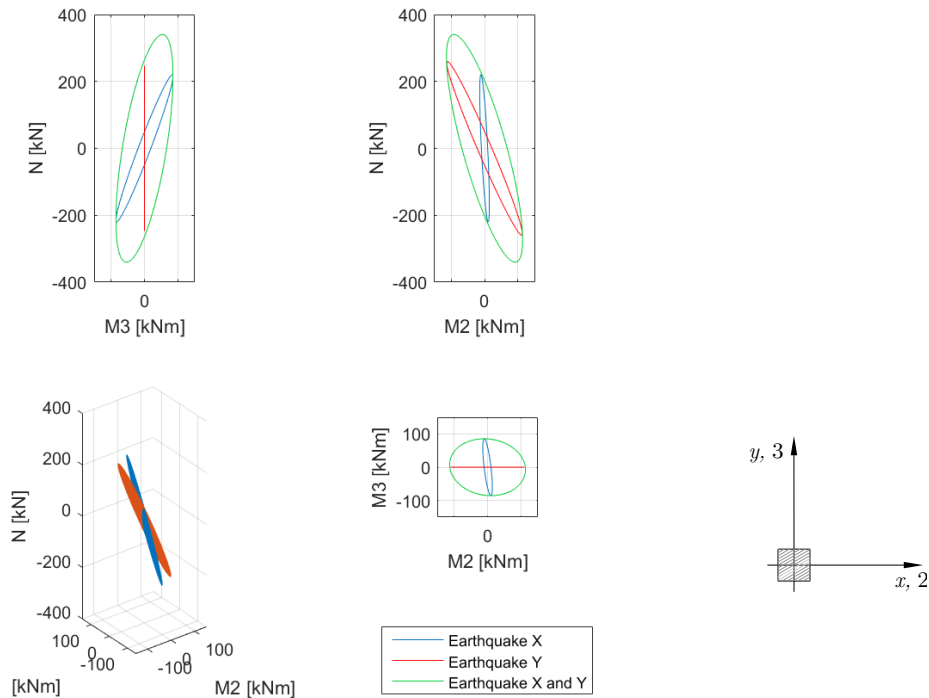 400
200
0
-200
-400
N [kN]
0
M3 [kNm]
400
200
0
-200
-400
N [kN]
0
M2 [kNm]
400
200
0
-200
-400
N [kN]
100
0
-100
[kNm]
100
0
-100
M2 [kNm]
100
0
-100
M3 [kNm]
0
M2 [kNm]
y, 3
x, 2
Earthquake X
Earthquake Y
Earthquake X and Y